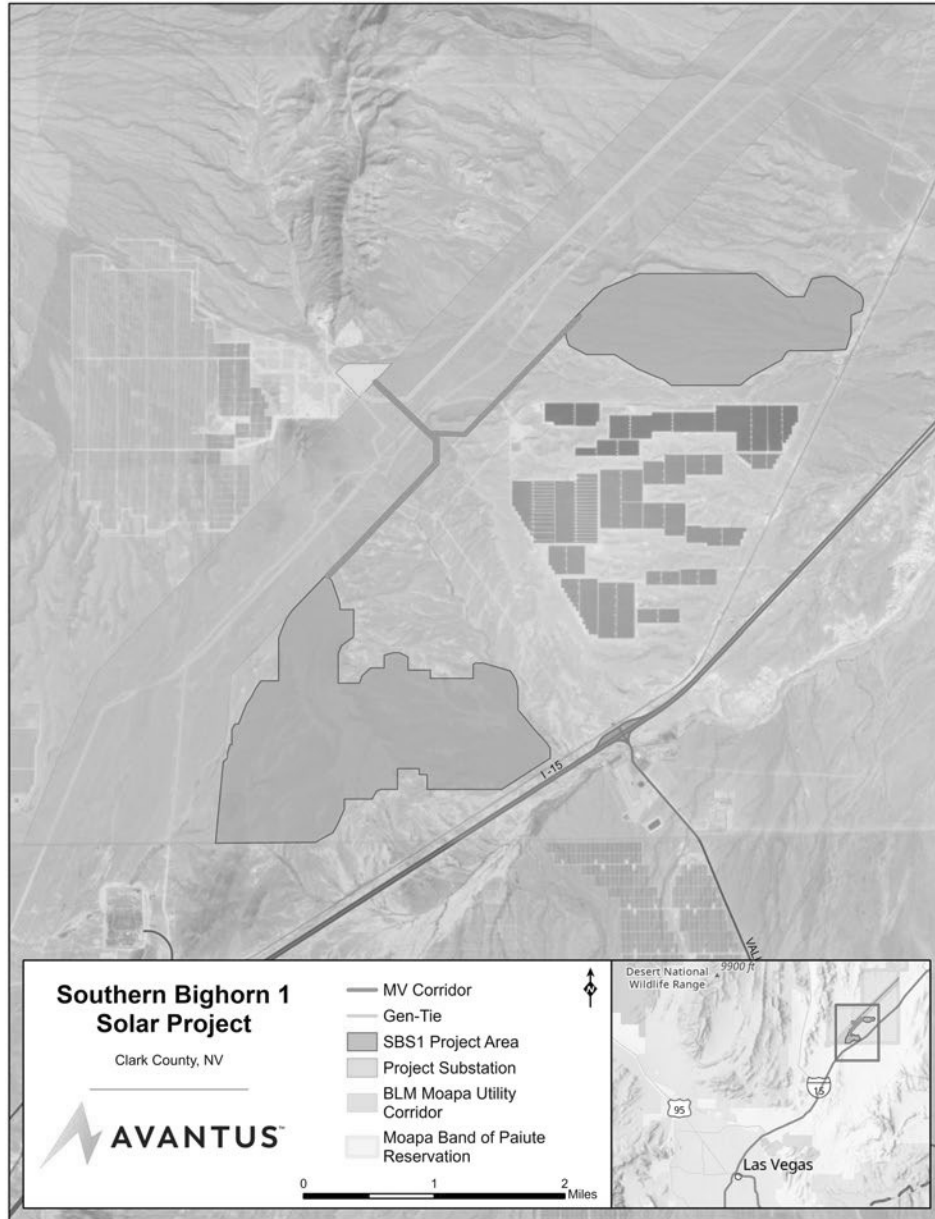 I-15
Southern Bighorn 1
Solar Project
Clark County, NV
AVANTUS™
MV Corridor
Gen-Tie
SBS1 Project Area
Project Substation
BLM Moapa Utility
Corridor
Moapa Band of Paiute
Reservation
N
0 1 2
Miles
9900 ft
Desert National
Wildlife Range
15
95
Las Vegas